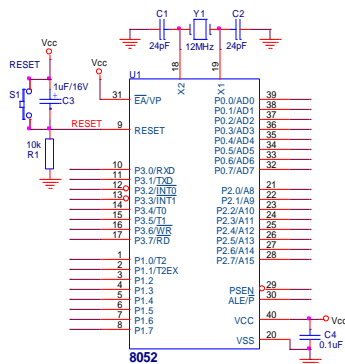 C1 Y1 C2
24pF 12MHz 24pF
Vcc
RESET Vcc
S1 1uF/16V
C3
RESET
10k
R1
U1
18 19
X2 X1
31 EA/VP
9 RESET
10 P3.0/RXD
11 P3.1/TXD
12 P3.2/INT0
13 P3.3/INT1
14 P3.4/T0
15 P3.5/T1
16 P3.6/WR
17 P3.7/RD
1 P1.0/T2
2 P1.1/T2EX
3 P1.2
4 P1.3
5 P1.4
6 P1.5
7 P1.6
8 P1.7
P0.0/AD0 39
P0.1/AD1 38
P0.2/AD2 37
P0.3/AD3 36
P0.4/AD4 35
P0.5/AD5 34
P0.6/AD6 33
P0.7/AD7 32
P2.0/A8 21
P2.1/A9 22
P2.2/A10 23
P2.3/A11 24
P2.4/A12 25
P2.5/A13 26
P2.6/A14 27
P2.7/A15 28
PSEN 29
ALE/P 30
VCC 40 Vcc
VSS 20
C4
0.1uF
8052